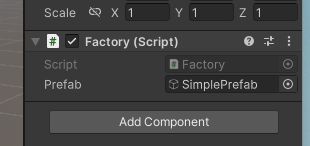 Scale X 1 Y 1 Z 1
# Factory (Script)
Script # Factory
Prefab SimplePrefab
Add Component